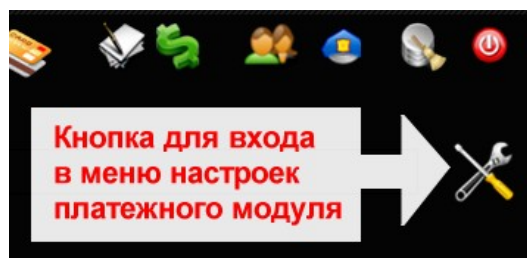 Кнопка для входа
в меню настроек
платежного модуля